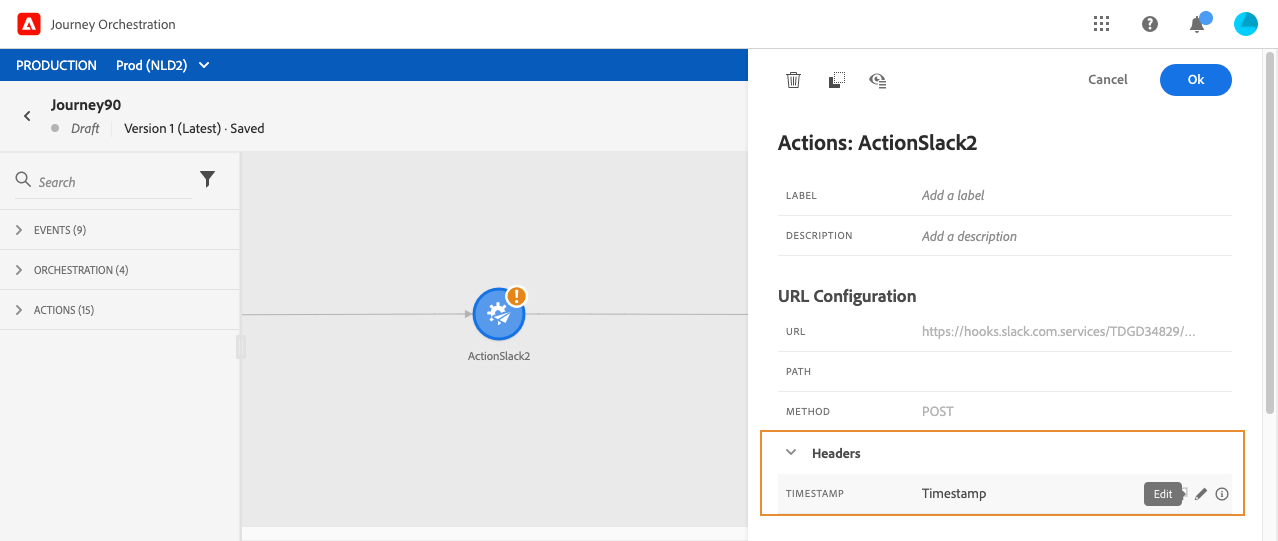 Journey Orchestration
PRODUCTION Prod (NLD2)
Journey90
Draft Version 1 (Latest) · Saved
Search
EVENTS (9)
ORCHESTRATION (4)
ACTIONS (15)
ActionSlack2
Cancel Ok
Actions: ActionSlack2
LABEL Add a label
DESCRIPTION Add a description
URL Configuration
URL https://hooks.slack.com.services/TDGD34829/...
PATH
METHOD POST
Headers
TIMESTAMP Timestamp Edit